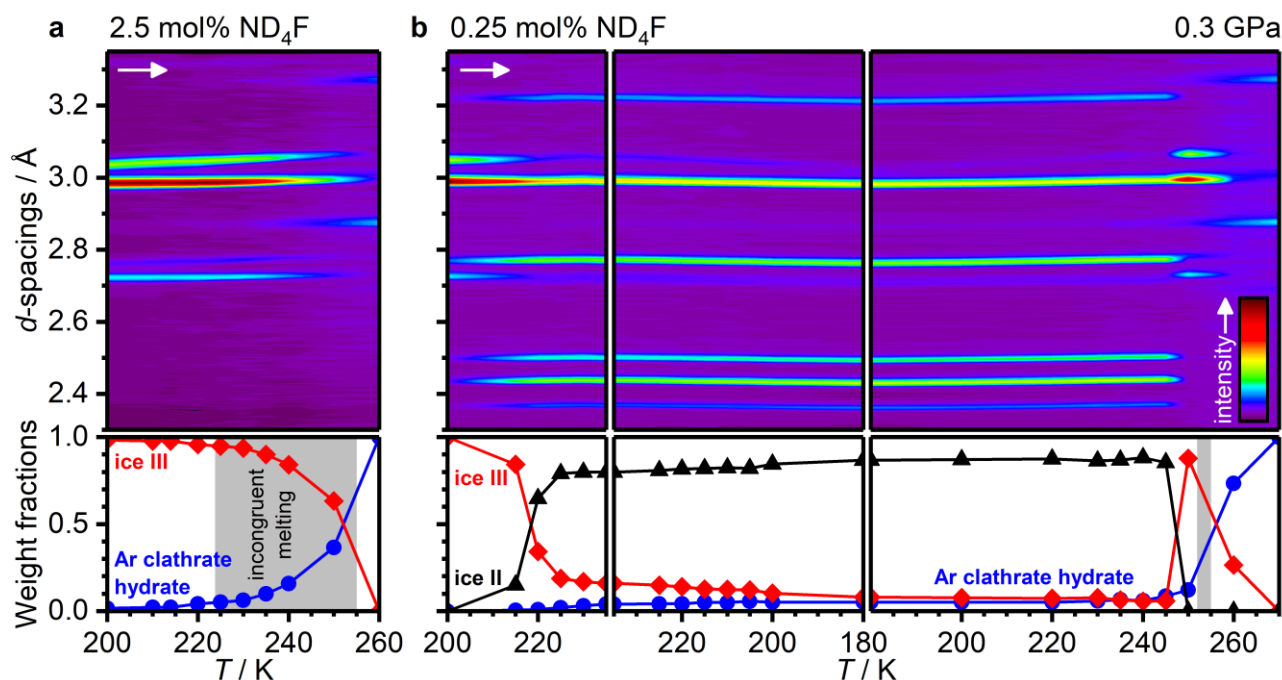 a 2.5 mol% ND4F
b 0.25 mol% ND4F 0.3 GPa
d-spacings / Å
3.2
3.0
2.8
2.6
2.4
intensity
Weight fractions
1.0
0.5
0.0
ice III
incongruent
melting
Ar clathrate
hydrate
ice III
ice II
Ar clathrate hydrate
200 220 240 260 200 220 220 200 180 200 220 240
T / K T / K